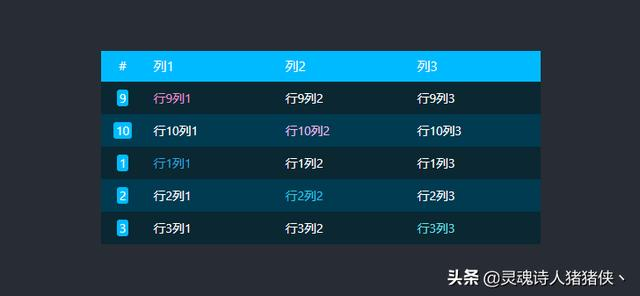 # 列1 列2 列3
9 行9列1 行9列2 行9列3
10 行10列1 行10列2 行10列3
1 行1列1 行1列2 行1列3
2 行2列1 行2列2 行2列3
3 行3列1 行3列2 行3列3
头条 @灵魂诗人猪猪侠丶